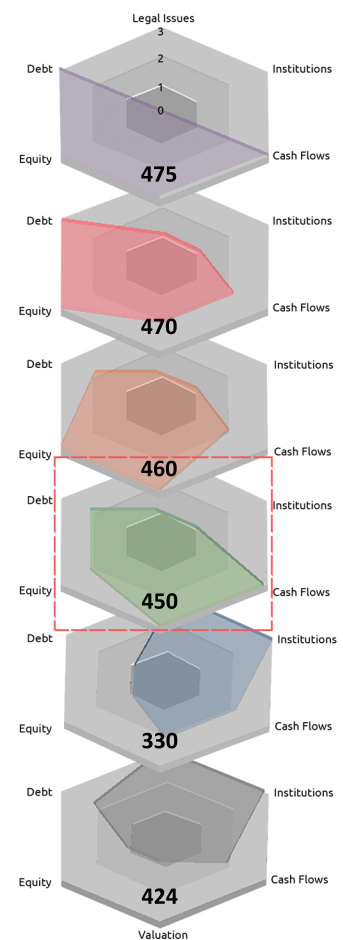 Legal Issues
3
Debt
Institutions
2
1
0
Equity
Cash Flows
475
Debt
Institutions
Equity
Cash Flows
470
Debt
Institutions
Equity
Cash Flows
460
Debt
Institutions
Equity
Cash Flows
450
Debt
Institutions
Equity
Cash Flows
330
Debt
Institutions
Equity
Cash Flows
424
Valuation